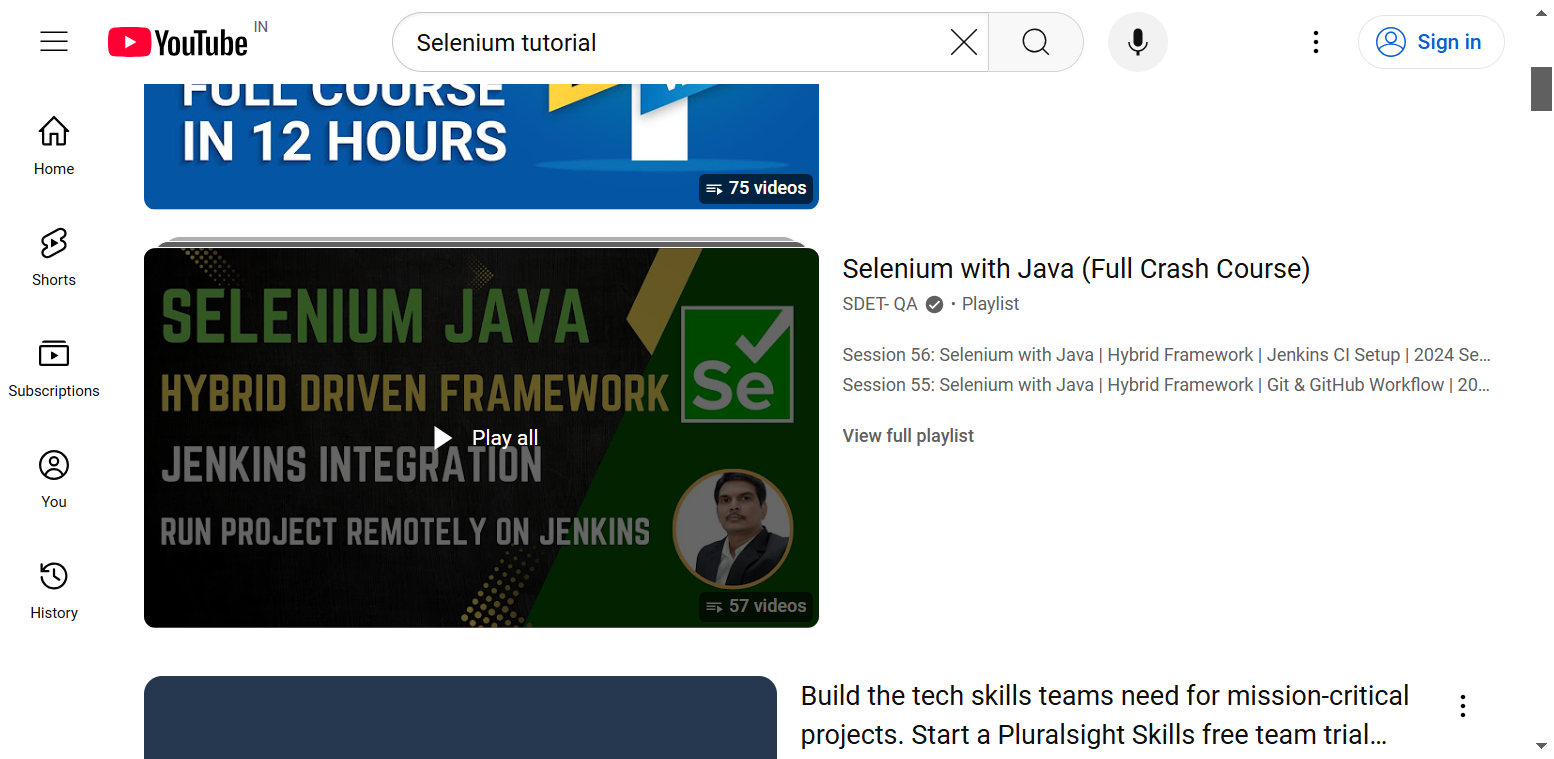 YouTube IN
Selenium tutorial
Sign in
FULL COURSE
IN 12 HOURS
75 videos
Home
Shorts
Subscriptions
You
History
SELENIUM JAVA
HYBRID DRIVEN FRAMEWORK
Se
Play all
JENKINS INTEGRATION
RUN PROJECT REMOTELY ON JENKINS
57 videos
Selenium with Java (Full Crash Course)
SDET- QA • Playlist
Session 56: Selenium with Java | Hybrid Framework | Jenkins CI Setup | 2024 Se...
Session 55: Selenium with Java | Hybrid Framework | Git & GitHub Workflow | 20...
View full playlist
Build the tech skills teams need for mission-critical
projects. Start a Pluralsight Skills free team trial...